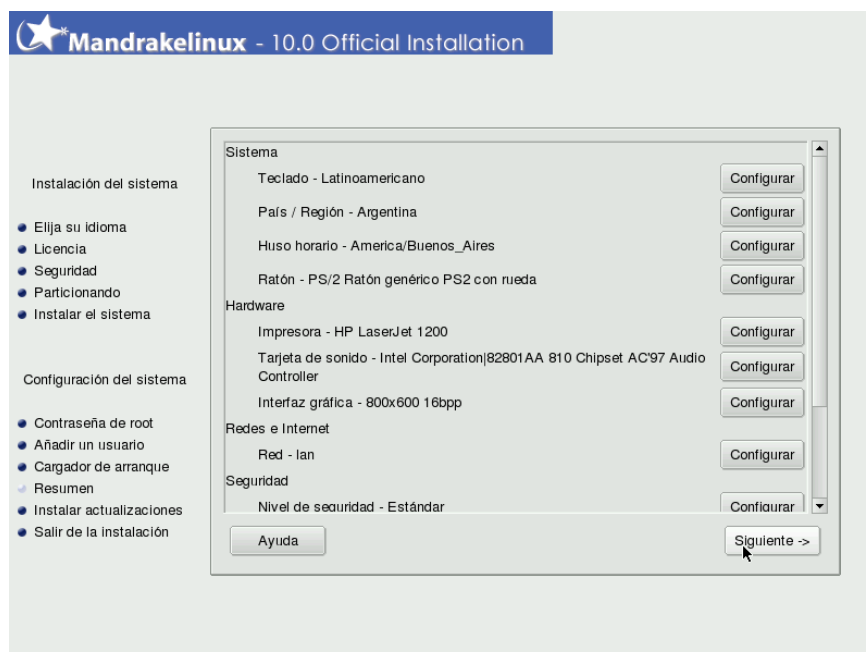 Mandrakelinux - 10.0 Official Installation
Instalación del sistema
Elija su idioma
Licencia
Seguridad
Particionando
Instalar el sistema
Configuración del sistema
Contraseña de root
Añadir un usuario
Cargador de arranque
Resumen
Instalar actualizaciones
Salir de la instalación
Sistema
Teclado - Latinoamericano Configurar
País / Región - Argentina Configurar
Huso horario - America/Buenos_Aires Configurar
Ratón - PS/2 Ratón genérico PS2 con rueda Configurar
Hardware
Impresora - HP LaserJet 1200 Configurar
Tarjeta de sonido - Intel Corporation|82801AA 810 Chipset AC'97 Audio
Controller Configurar
Interfaz gráfica - 800x600 16bpp Configurar
Redes e Internet
Red - lan Configurar
Seguridad
Nivel de seguridad - Estándar Configurar
Ayuda Siguiente ->